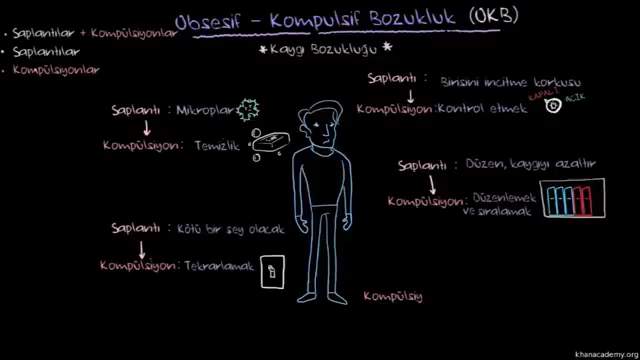 Obsesif - Kompulsif Bozukluk (OKB)
* Kaygı Bozukluğu *
• Saplantılar + Kompülsiyonlar
• Saplantılar
• Kompülsiyonlar
Saplantı : Mikroplar
Kompülsiyon : Temizlik
Saplantı : Kötü bir şey olacak
Kompülsiyon : Tekrarlamak
Saplantı : Birisini incitme korkusu
Kompülsiyon : Kontrol etmek
KAPALI AÇIK
Saplantı : Düzen, kaygıyı azaltır
Kompülsiyon : Düzenlemek
ve sıralamak
Kompülsiy
khanacademy.org